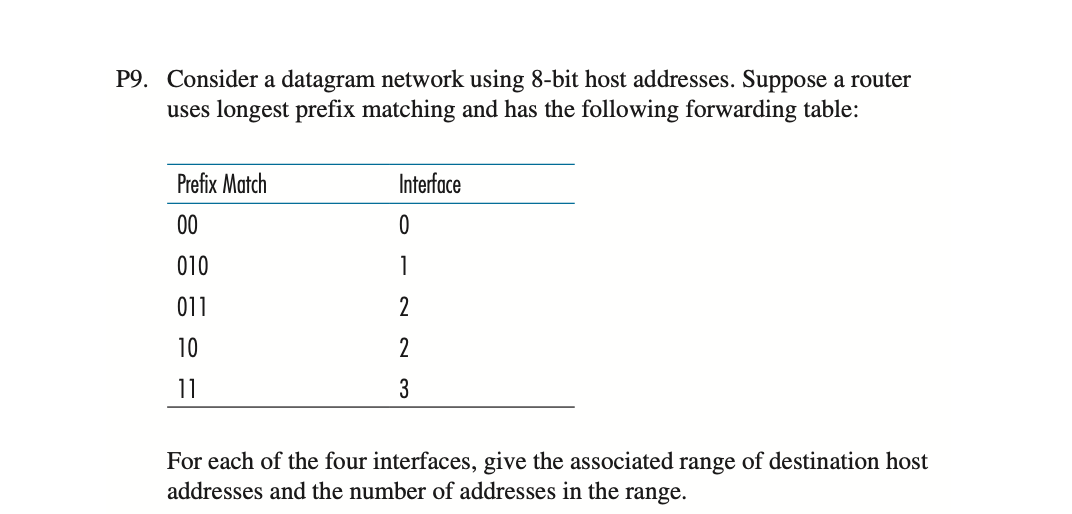 P9. Consider a datagram network using 8-bit host addresses. Suppose a router
uses longest prefix matching and has the following forwarding table:
Prefix Match Interface
00 0
010 1
011 2
10 2
11 3
For each of the four interfaces, give the associated range of destination host
addresses and the number of addresses in the range.